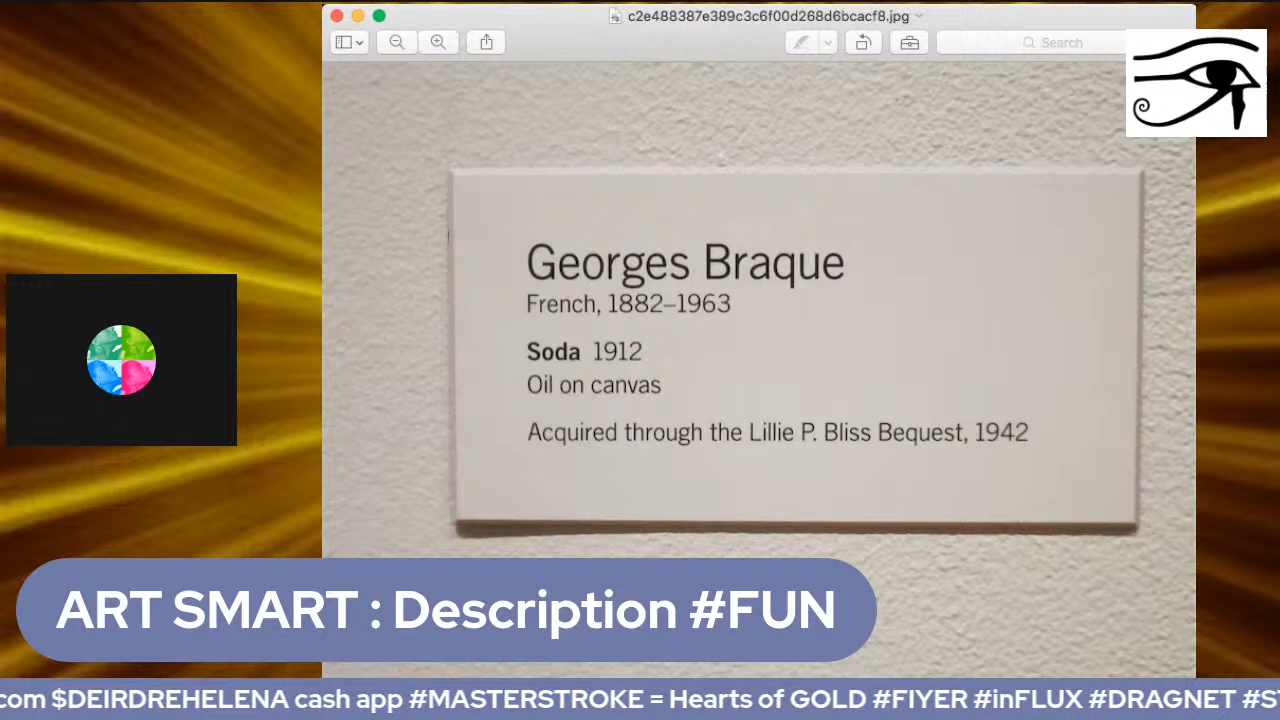 c2e488387e389c3c6f00d268d6bcacf8.jpg
Search
Georges Braque
French, 1882–1963
Soda 1912
Oil on canvas
Acquired through the Lillie P. Bliss Bequest, 1942
ART SMART : Description #FUN
com $DEIRDREHELENA cash app #MASTERSTROKE = Hearts of GOLD #FIYER #inFLUX #DRAGNET